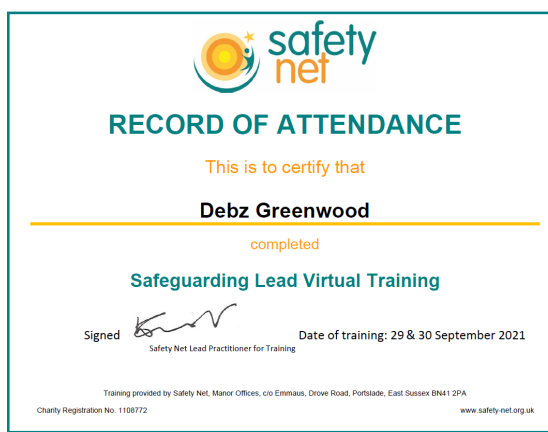 safety
net
RECORD OF ATTENDANCE
This is to certify that
Debz Greenwood
completed
Safeguarding Lead Virtual Training
Signed
Date of training: 29 & 30 September 2021
Safety Net Lead Practitioner for Training
Training provided by Safety Net, Manor Offices, c/o Emmaus, Drove Road, Portslade, East Sussex BN41 2PA
Charity Registration No. 1108772
www.safety-net.org.uk